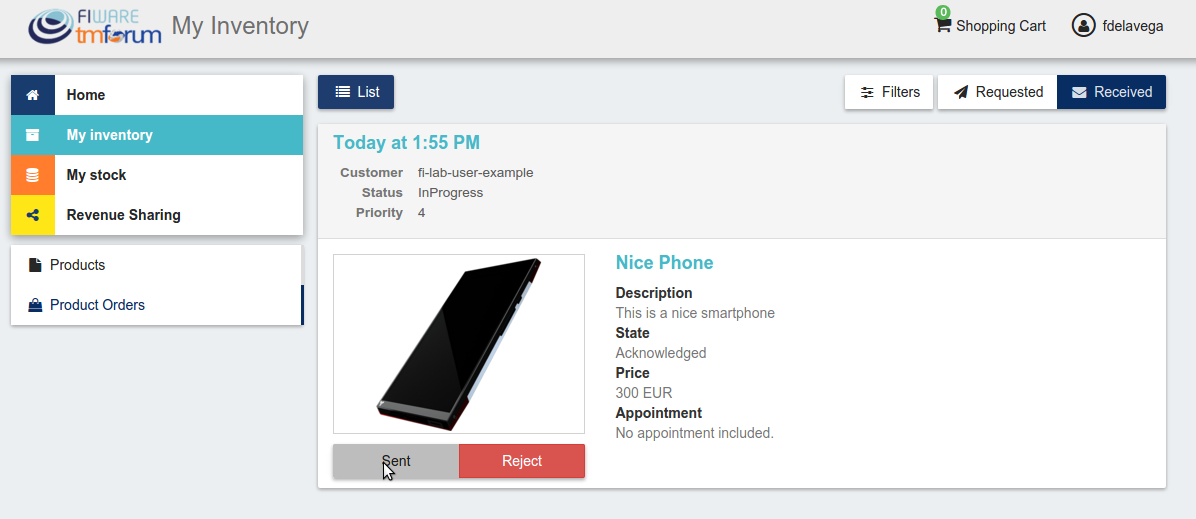 FIWARE
tmforum
My Inventory
0
Shopping Cart
fdelavega
Home
My inventory
My stock
Revenue Sharing
Products
Product Orders
List
Filters
Requested
Received
Today at 1:55 PM
Customer fi-lab-user-example
Status InProgress
Priority 4
Nice Phone
Description
This is a nice smartphone
State
Acknowledged
Price
300 EUR
Appointment
No appointment included.
Sent
Reject